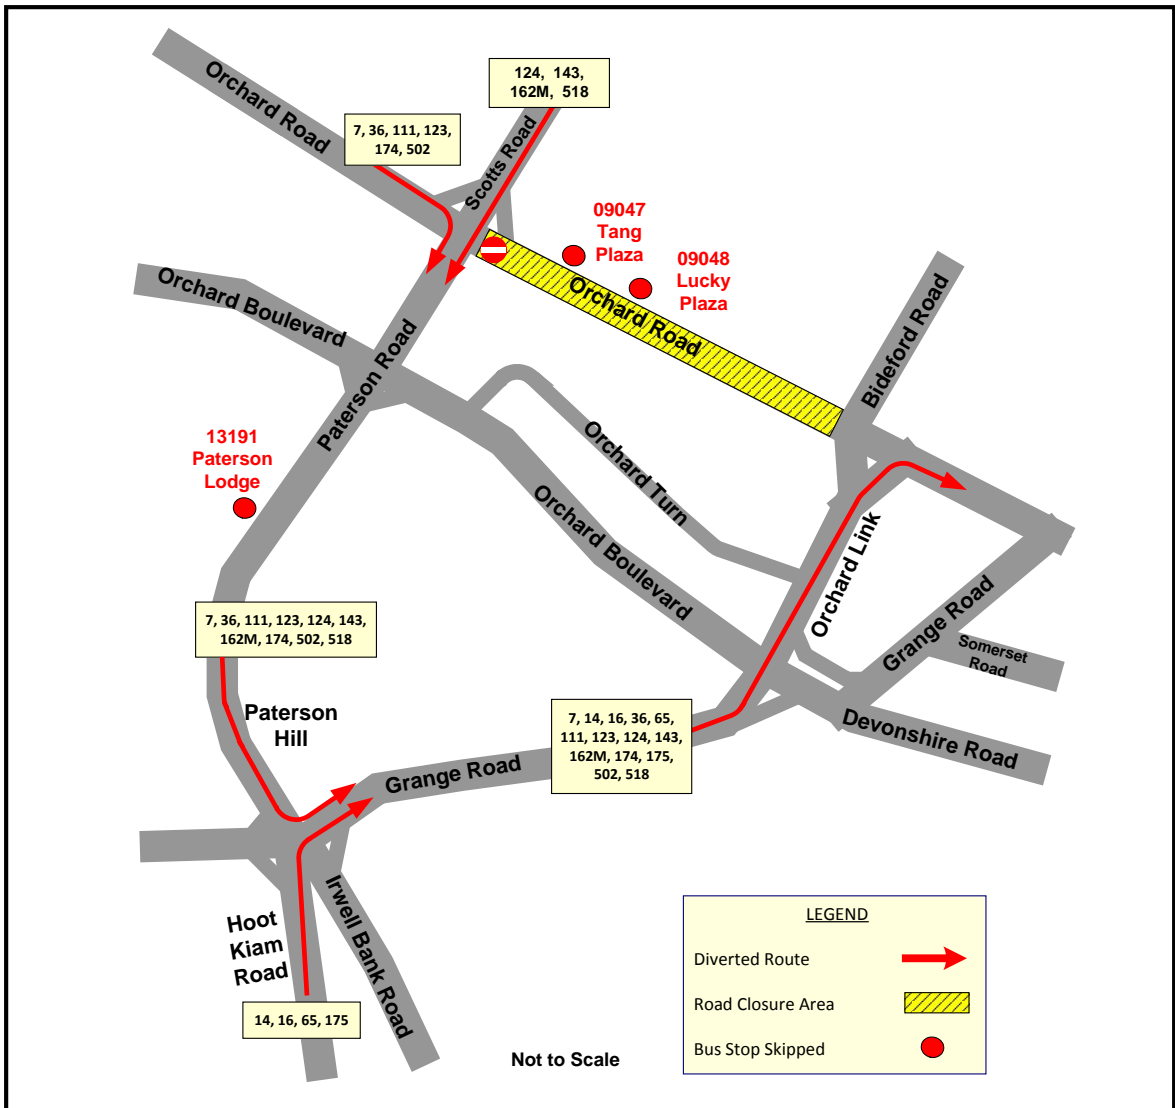 124, 143,
162M, 518
Orchard Road
7, 36, 111, 123,
174, 502
Scotts Road
09047
Tang
Plaza
09048
Lucky
Plaza
Orchard Road
Orchard Boulevard
Bideford Road
Paterson Road
13191
Paterson
Lodge
Orchard Turn
Orchard Boulevard
Orchard Link
Grange Road
Somerset
Road
7, 36, 111, 123, 124, 143,
162M, 174, 502, 518
Paterson
Hill
7, 14, 16, 36, 65,
111, 123, 124, 143,
162M, 174, 175,
502, 518
Devonshire Road
Grange Road
Hoot
Kiam
Road
Irwell Bank Road
14, 16, 65, 175
Not to Scale
LEGEND
Diverted Route
Road Closure Area
Bus Stop Skipped